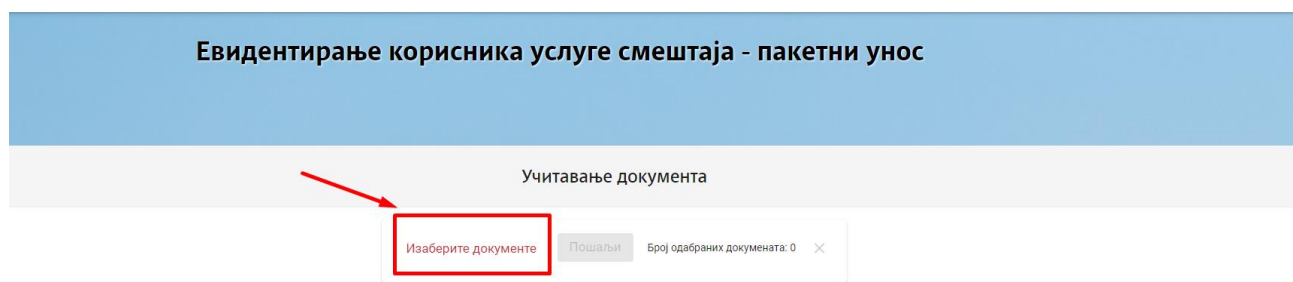 Евидентирање корисника услуге смештаја - пакетни унос
Учитавање документа
Изаберите документе Пошаљи Број одабраних докумената: 0